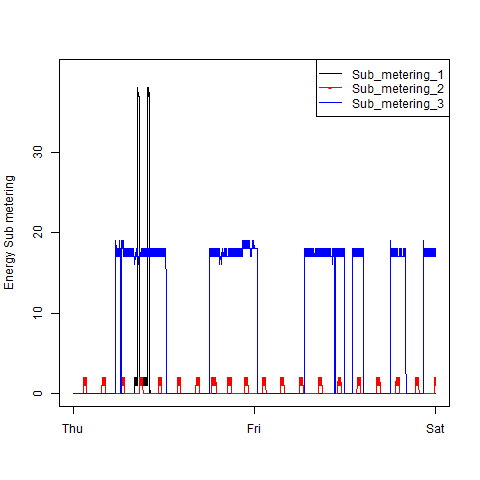 Sub_metering_1
Sub_metering_2
Sub_metering_3
Energy Sub metering
30
20
10
0
Thu
Fri
Sat